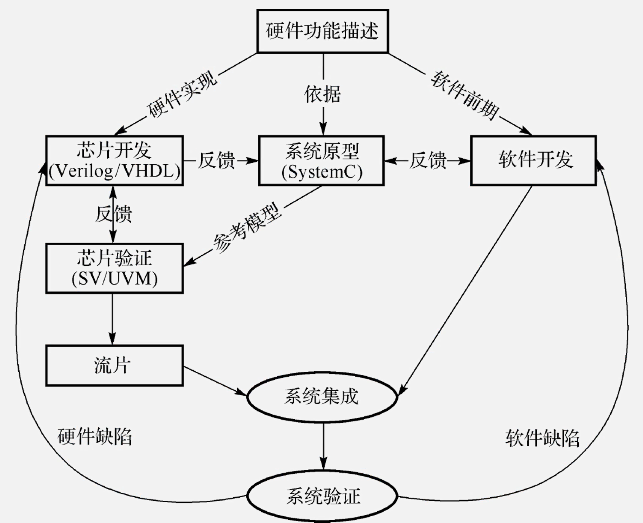 硬件功能描述
硬件实现
依据
软件前期
芯片开发
(Verilog/VHDL)
反馈
系统原型
(SystemC)
反馈
软件开发
反馈
参考模型
芯片验证
(SV/UVM)
流片
系统集成
硬件缺陷
软件缺陷
系统验证